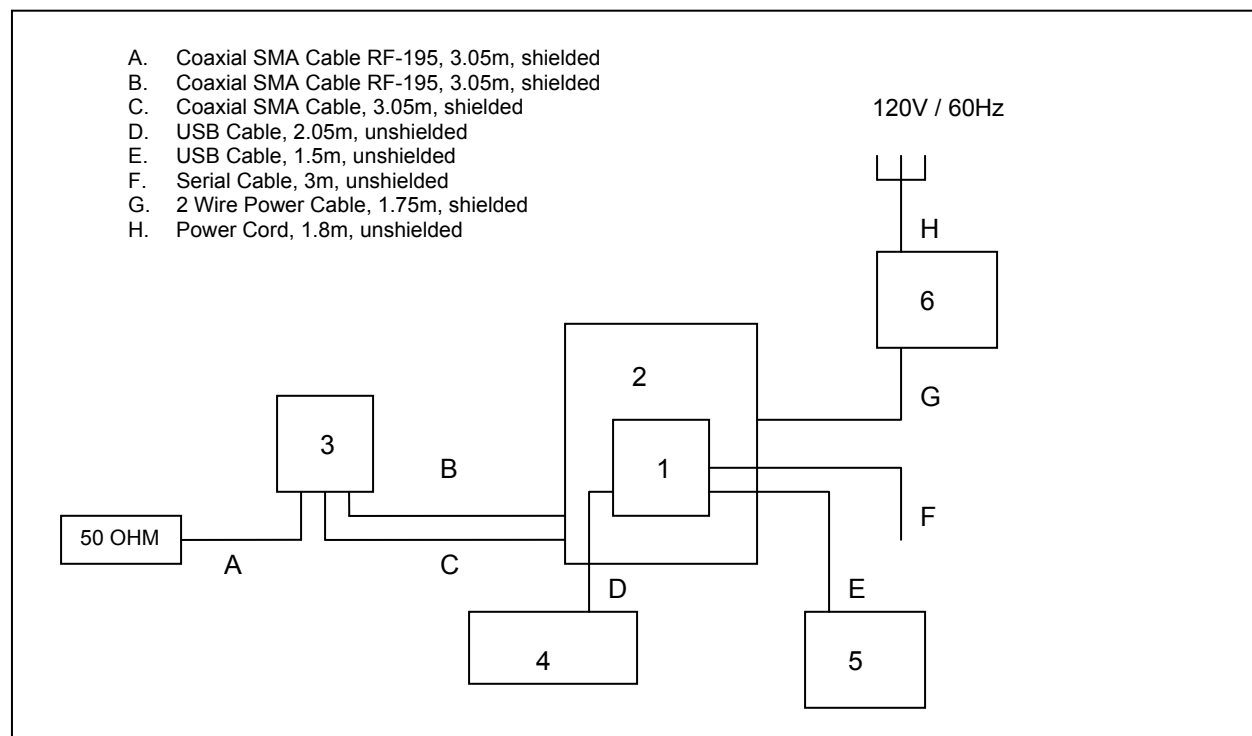 A. Coaxial SMA Cable RF-195, 3.05m, shielded
B. Coaxial SMA Cable RF-195, 3.05m, shielded
C. Coaxial SMA Cable, 3.05m, shielded
D. USB Cable, 2.05m, unshielded
E. USB Cable, 1.5m, unshielded
F. Serial Cable, 3m, unshielded
G. 2 Wire Power Cable, 1.75m, shielded
H. Power Cord, 1.8m, unshielded
120V / 60Hz
H
6
2
G
3
B
1
F
50 OHM
A
C
D
E
4
5